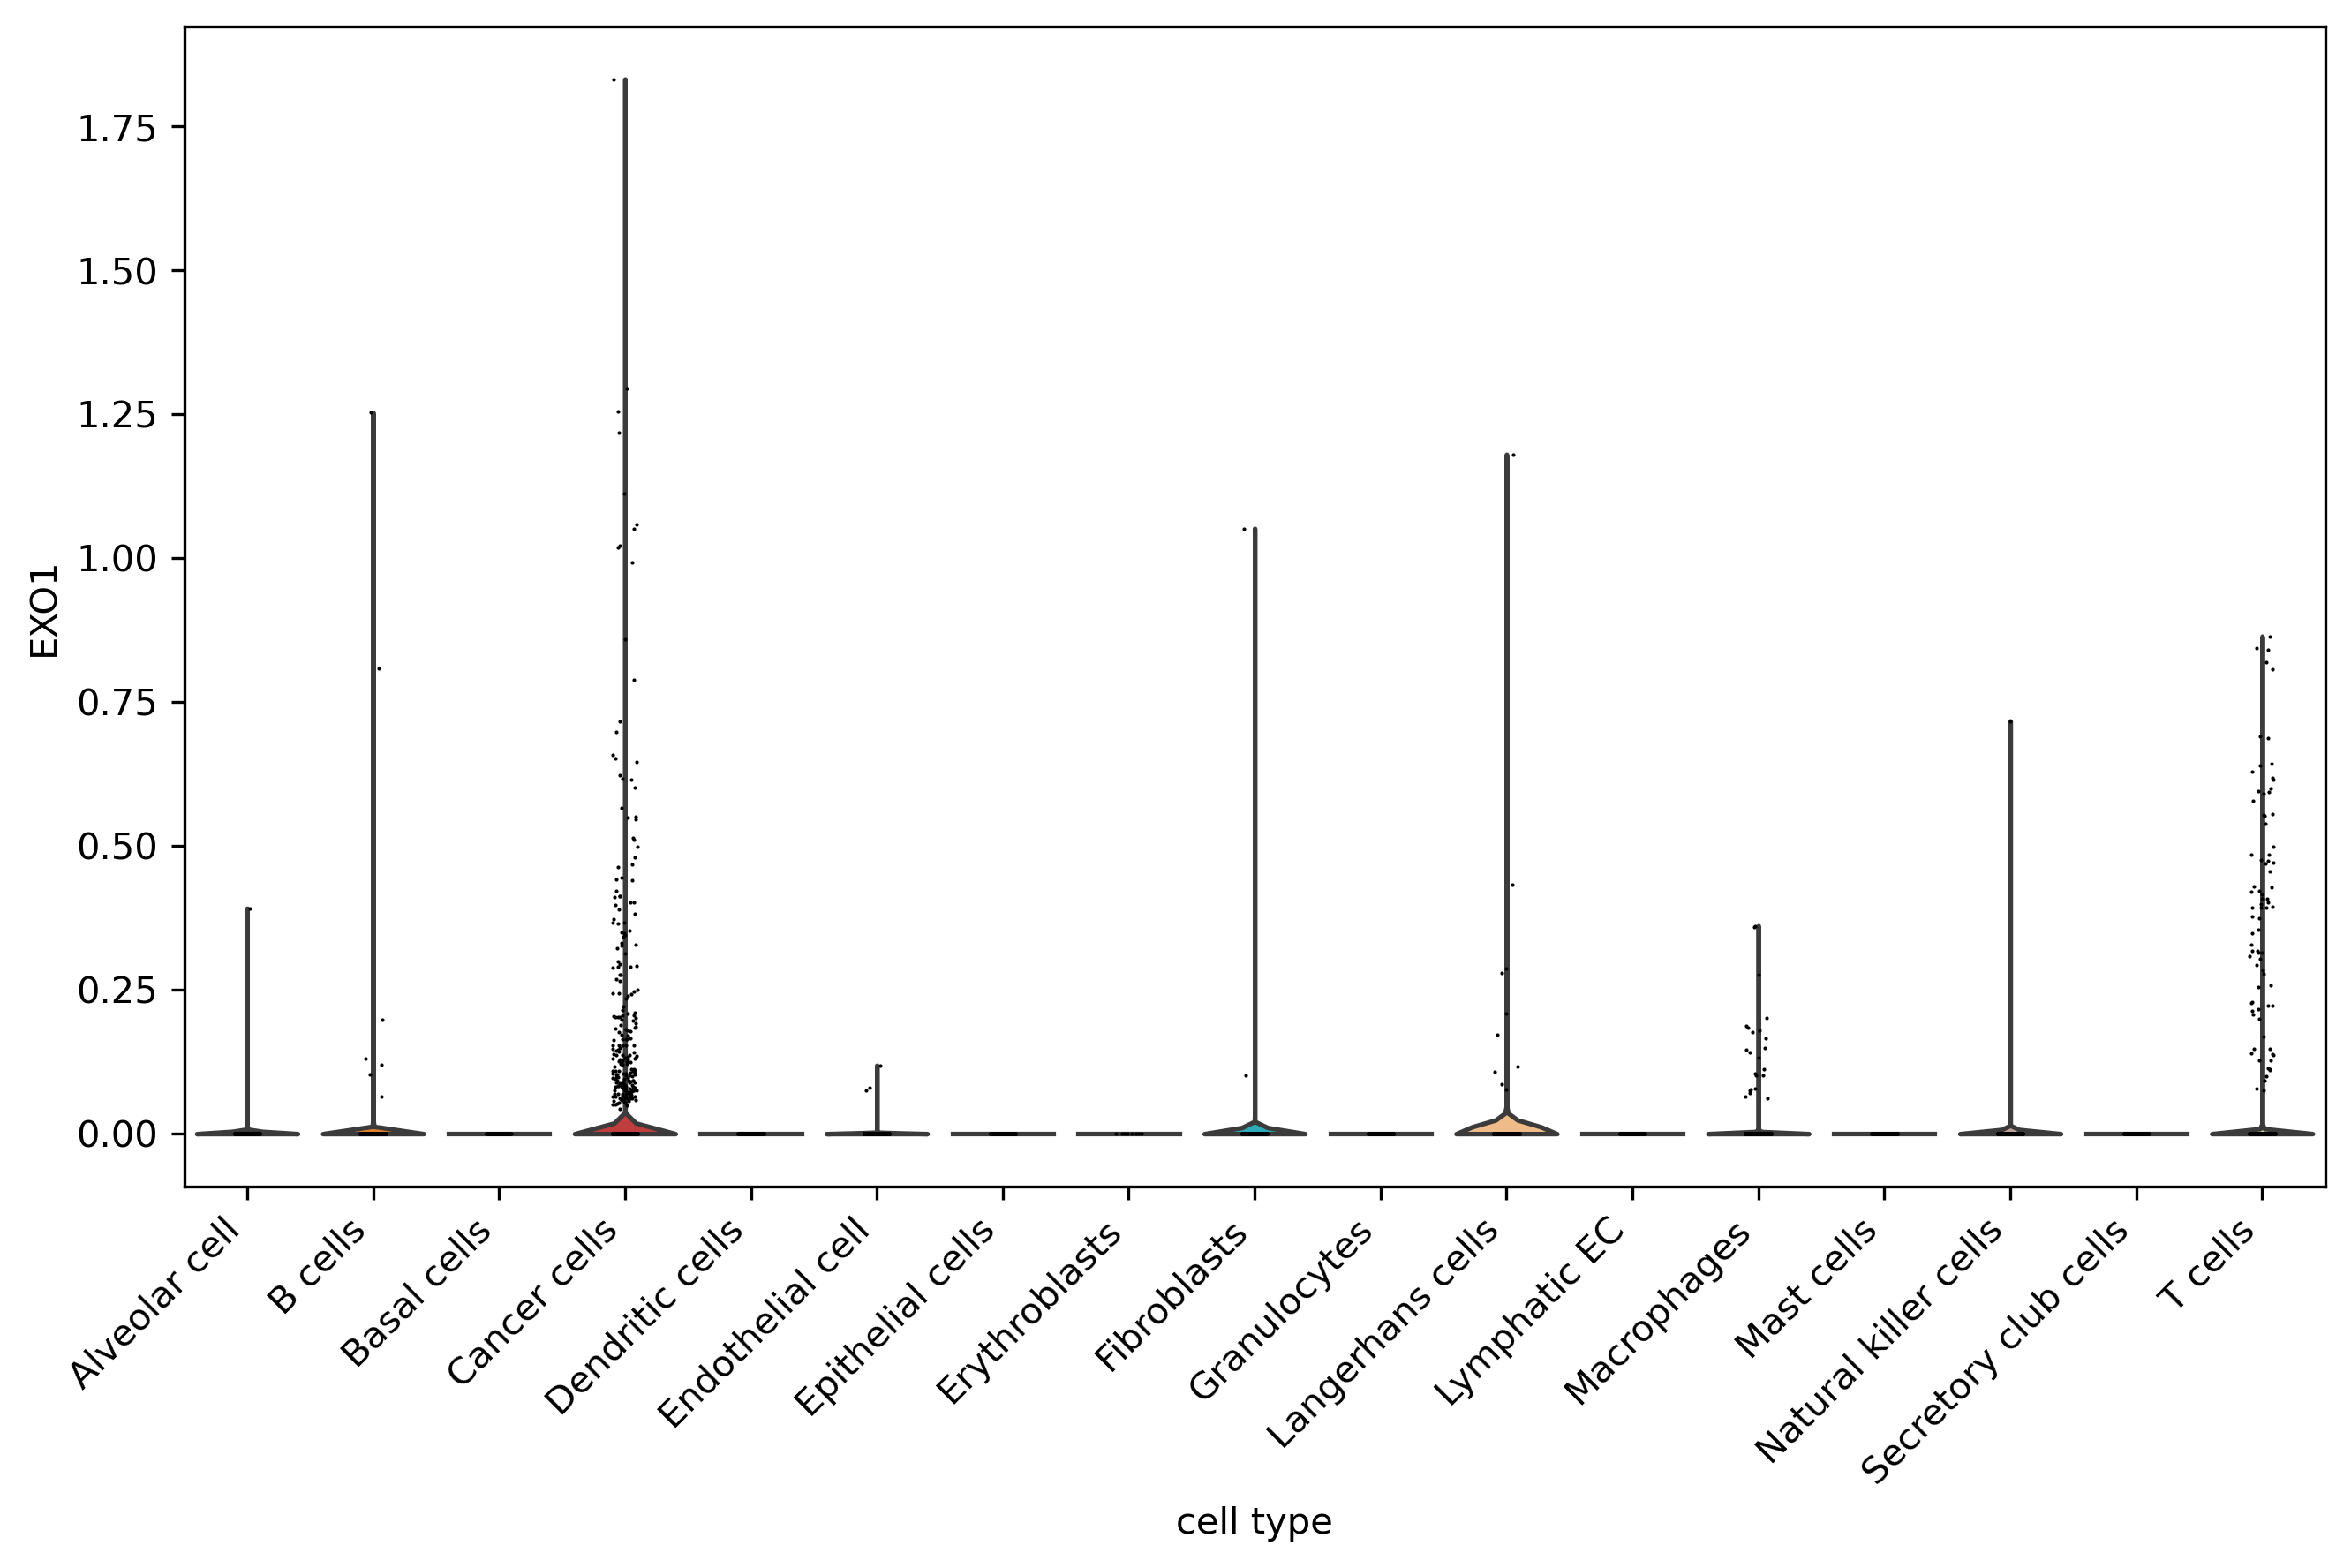 EXO1
1.75
1.50
1.25
1.00
0.75
0.50
0.25
0.00
Alveolar cell
B cells
Basal cells
Cancer cells
Dendritic cells
Endothelial cell
Epithelial cells
Erythroblasts
Fibroblasts
Granulocytes
Langerhans cells
Lymphatic EC
Macrophages
Mast cells
Natural killer cells
Secretory club cells
T cells
cell type